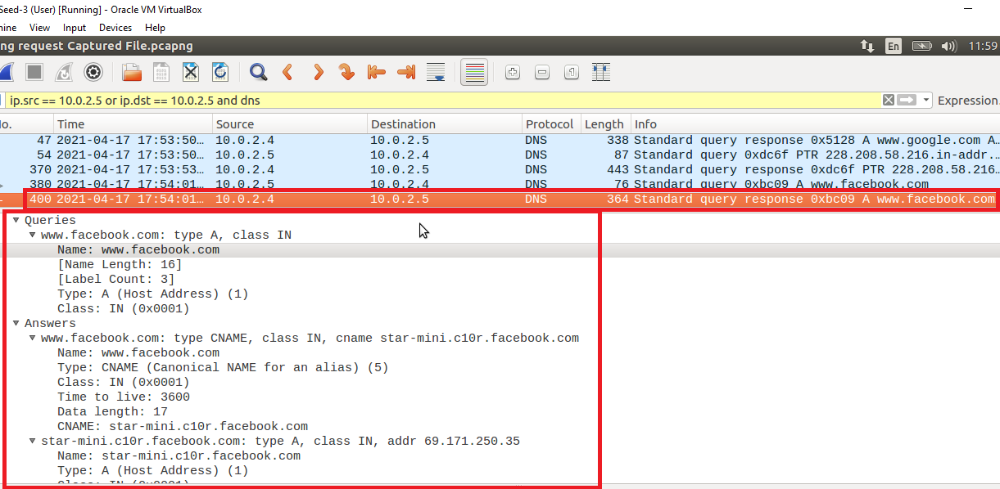 Seed-3 (User) [Running] - Oracle VM VirtualBox
View Input Devices Help
request Captured File.pcapng En 11:59
ip.src == 10.0.2.5 or ip.dst == 10.0.2.5 and dns Expression
Time Source Destination Protocol Length Info
47 2021-04-17 17:53:50… 10.0.2.4 10.0.2.5 DNS 338 Standard query response 0x5128 A www.google.com A…
54 2021-04-17 17:53:50… 10.0.2.5 10.0.2.4 DNS 87 Standard query 0xdc6f PTR 228.208.58.216.in-addr.…
370 2021-04-17 17:53:53… 10.0.2.4 10.0.2.5 DNS 443 Standard query response 0xdc6f PTR 228.208.58.216…
380 2021-04-17 17:54:01… 10.0.2.5 10.0.2.4 DNS 76 Standard query 0xbc09 A www.facebook.com
400 2021-04-17 17:54:01… 10.0.2.4 10.0.2.5 DNS 364 Standard query response 0xbc09 A www.facebook.com
Queries
www.facebook.com: type A, class IN
Name: www.facebook.com
[Name Length: 16]
[Label Count: 3]
Type: A (Host Address) (1)
Class: IN (0x0001)
Answers
www.facebook.com: type CNAME, class IN, cname star-mini.c10r.facebook.com
Name: www.facebook.com
Type: CNAME (Canonical NAME for an alias) (5)
Class: IN (0x0001)
Time to live: 3600
Data length: 17
CNAME: star-mini.c10r.facebook.com
star-mini.c10r.facebook.com: type A, class IN, addr 69.171.250.35
Name: star-mini.c10r.facebook.com
Type: A (Host Address) (1)
Class: IN (0x0001)